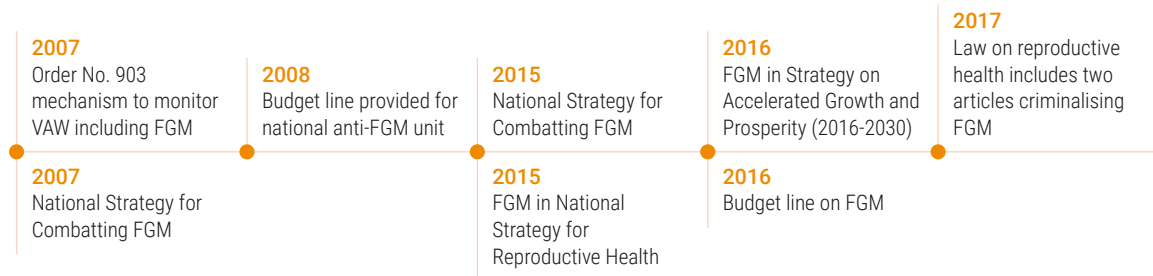 2007
Order No. 903
mechanism to monitor
VAW including FGM
2007
National Strategy for
Combatting FGM
2008
Budget line provided for
national anti-FGM unit
2015
National Strategy for
Combatting FGM
2015
FGM in National
Strategy for
Reproductive Health
2016
FGM in Strategy on
Accelerated Growth and
Prosperity (2016-2030)
2016
Budget line on FGM
2017
Law on reproductive
health includes two
articles criminalising
FGM